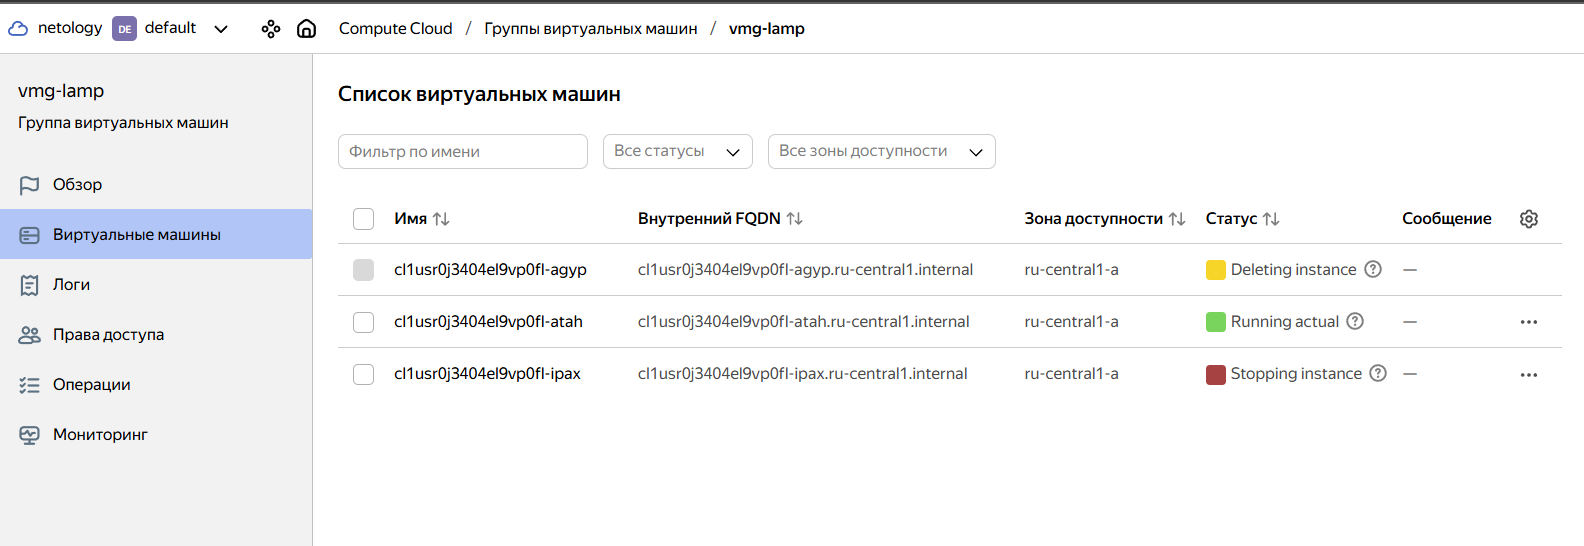 netology DE default Compute Cloud / Группы виртуальных машин / vmg-lamp
vmg-lamp
Группа виртуальных машин
Обзор
Виртуальные машины
Логи
Права доступа
Операции
Мониторинг
Список виртуальных машин
Фильтр по имени Все статусы Все зоны доступности
Имя Внутренний FQDN Зона доступности Статус Сообщение
cl1usr0j3404el9vp0fl-agyp cl1usr0j3404el9vp0fl-agyp.ru-central1.internal ru-central1-a Deleting instance —
cl1usr0j3404el9vp0fl-atah cl1usr0j3404el9vp0fl-atah.ru-central1.internal ru-central1-a Running actual —
cl1usr0j3404el9vp0fl-ipax cl1usr0j3404el9vp0fl-ipax.ru-central1.internal ru-central1-a Stopping instance —